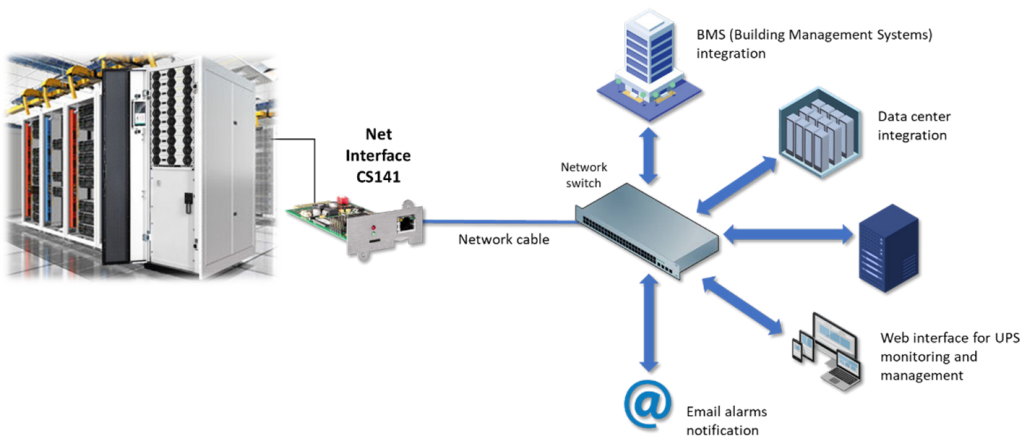 BMS (Building Management Systems)
integration
Data center
integration
Net
Interface
CS141
Network
switch
Network cable
Web interface for UPS
monitoring and
management
@
Email alarms
notification